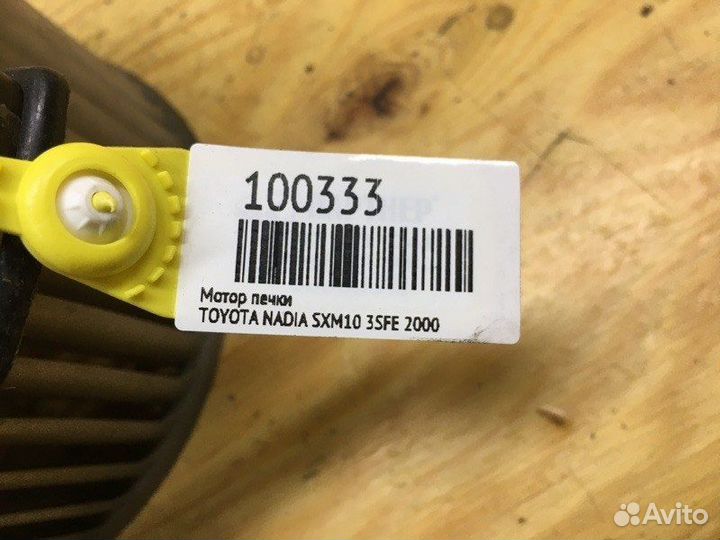 100333
Мотор печки
TOYOTA NADIA SXM10 3SFE 2000
Avito